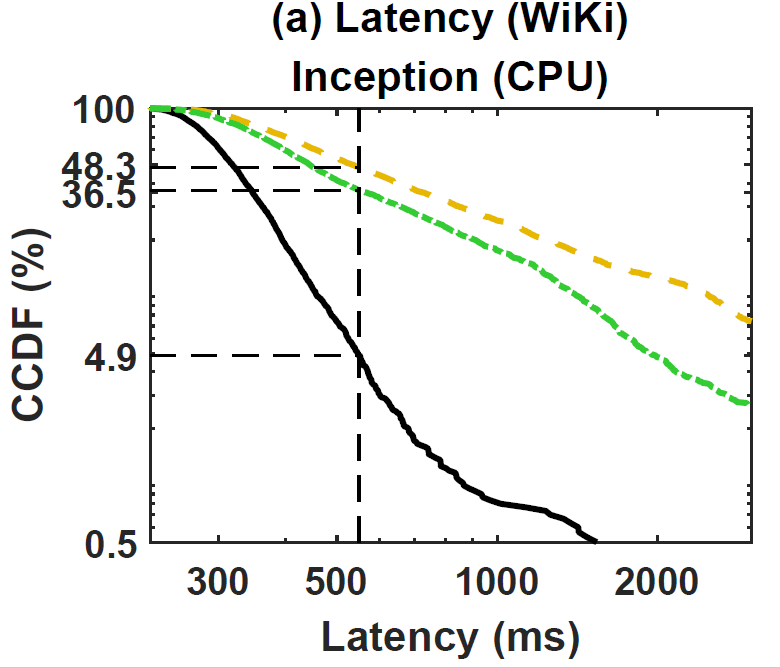 (a) Latency (WiKi)
Inception (CPU)
100
48.3
36.5
4.9
0.5
CCDF (%)
300 500 1000 2000
Latency (ms)